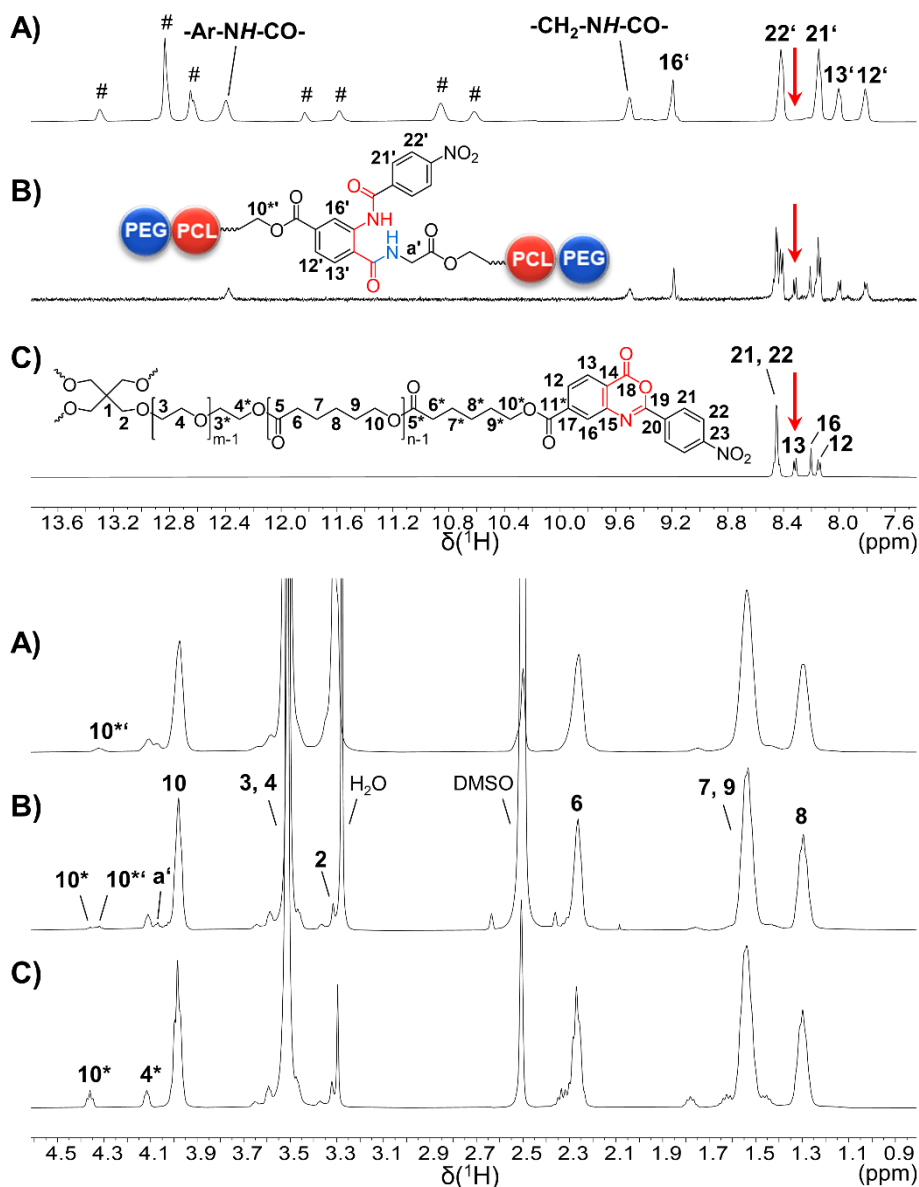 A)
#
#
#
-Ar-NH-CO-
#
#
#
#
-CH2-NH-CO-
16‘
22‘
21‘
13‘
12‘
B)
22'
21'
NO2
O
10*'
O
16'
NH
PEG
PCL
O
H
N
O
12'
13'
a'
O
O
PCL
PEG
C)
21, 22
13
16
12
O
O
O
O
1
2
3
4
O
3*
m-1
4*
O
5
O
6
7
8
9
10
O
n-1
O
5*
6*
7*
8*
9*
10*
O
11*
O
12
13
14
O
18
O
15
N
16
17
19
20
21
22
23
NO2
13.6 13.2 12.8 12.4 12.0 11.6 11.2 10.8 10.4 10.0 9.6 9.2 8.8 8.4 8.0 7.6
δ(1H)
(ppm)
A)
10*‘
B)
10*
10*‘
a‘
10
3, 4
2
H2O
DMSO
6
7, 9
8
C)
10*
4*
4.5 4.3 4.1 3.9 3.7 3.5 3.3 3.1 2.9 2.7 2.5 2.3 2.1 1.9 1.7 1.5 1.3 1.1
δ(1H)
(ppm)